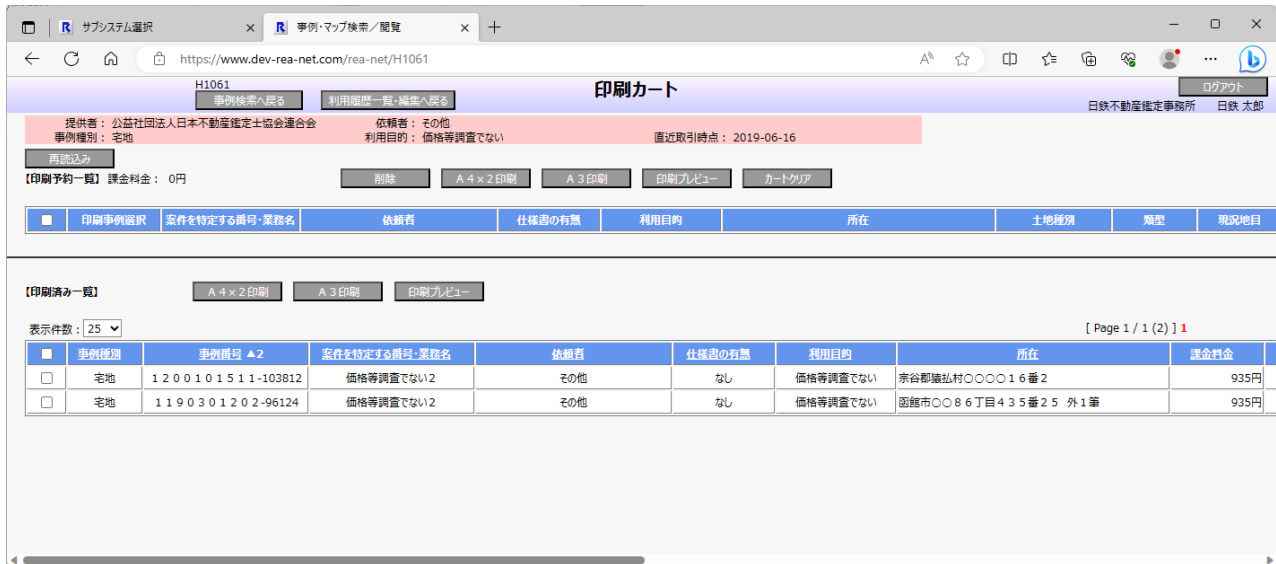 サブシステム選択
事例・マップ検索／閲覧
https://www.dev-rea-net.com/rea-net/H1061
H1061
事例検索へ戻る 利用履歴一覧・編集へ戻る
印刷カート
ログアウト
日鉄不動産鑑定事務所 日鉄 太郎
提供者： 公益社団法人日本不動産鑑定士協会連合会 依頼者： その他
事例種別： 宅地 利用目的： 価格等調査でない 直近取引時点： 2019-06-16
再読込み
【印刷予約一覧】 課金料金： 0円 削除 Ａ４×２印刷 Ａ３印刷 印刷プレビュー カートクリア
印刷事例選択 案件を特定する番号・業務名 依頼者 仕様書の有無 利用目的 所在 土地種別 類型 現況地目
【印刷済み一覧】 Ａ４×２印刷 Ａ３印刷 印刷プレビュー
表示件数： 25 [ Page 1 / 1 (2) ] 1
事例種別 事例番号 ▲2 案件を特定する番号・業務名 依頼者 仕様書の有無 利用目的 所在 課金料金
宅地 １２００１０１５１１-103812 価格等調査でない2 その他 なし 価格等調査でない 宗谷郡猿払村〇〇〇〇１６番２ 935円
宅地 １１９０３０１２０２-96124 価格等調査でない2 その他 なし 価格等調査でない 函館市〇〇８６丁目４３５番２５ 外１筆 935円